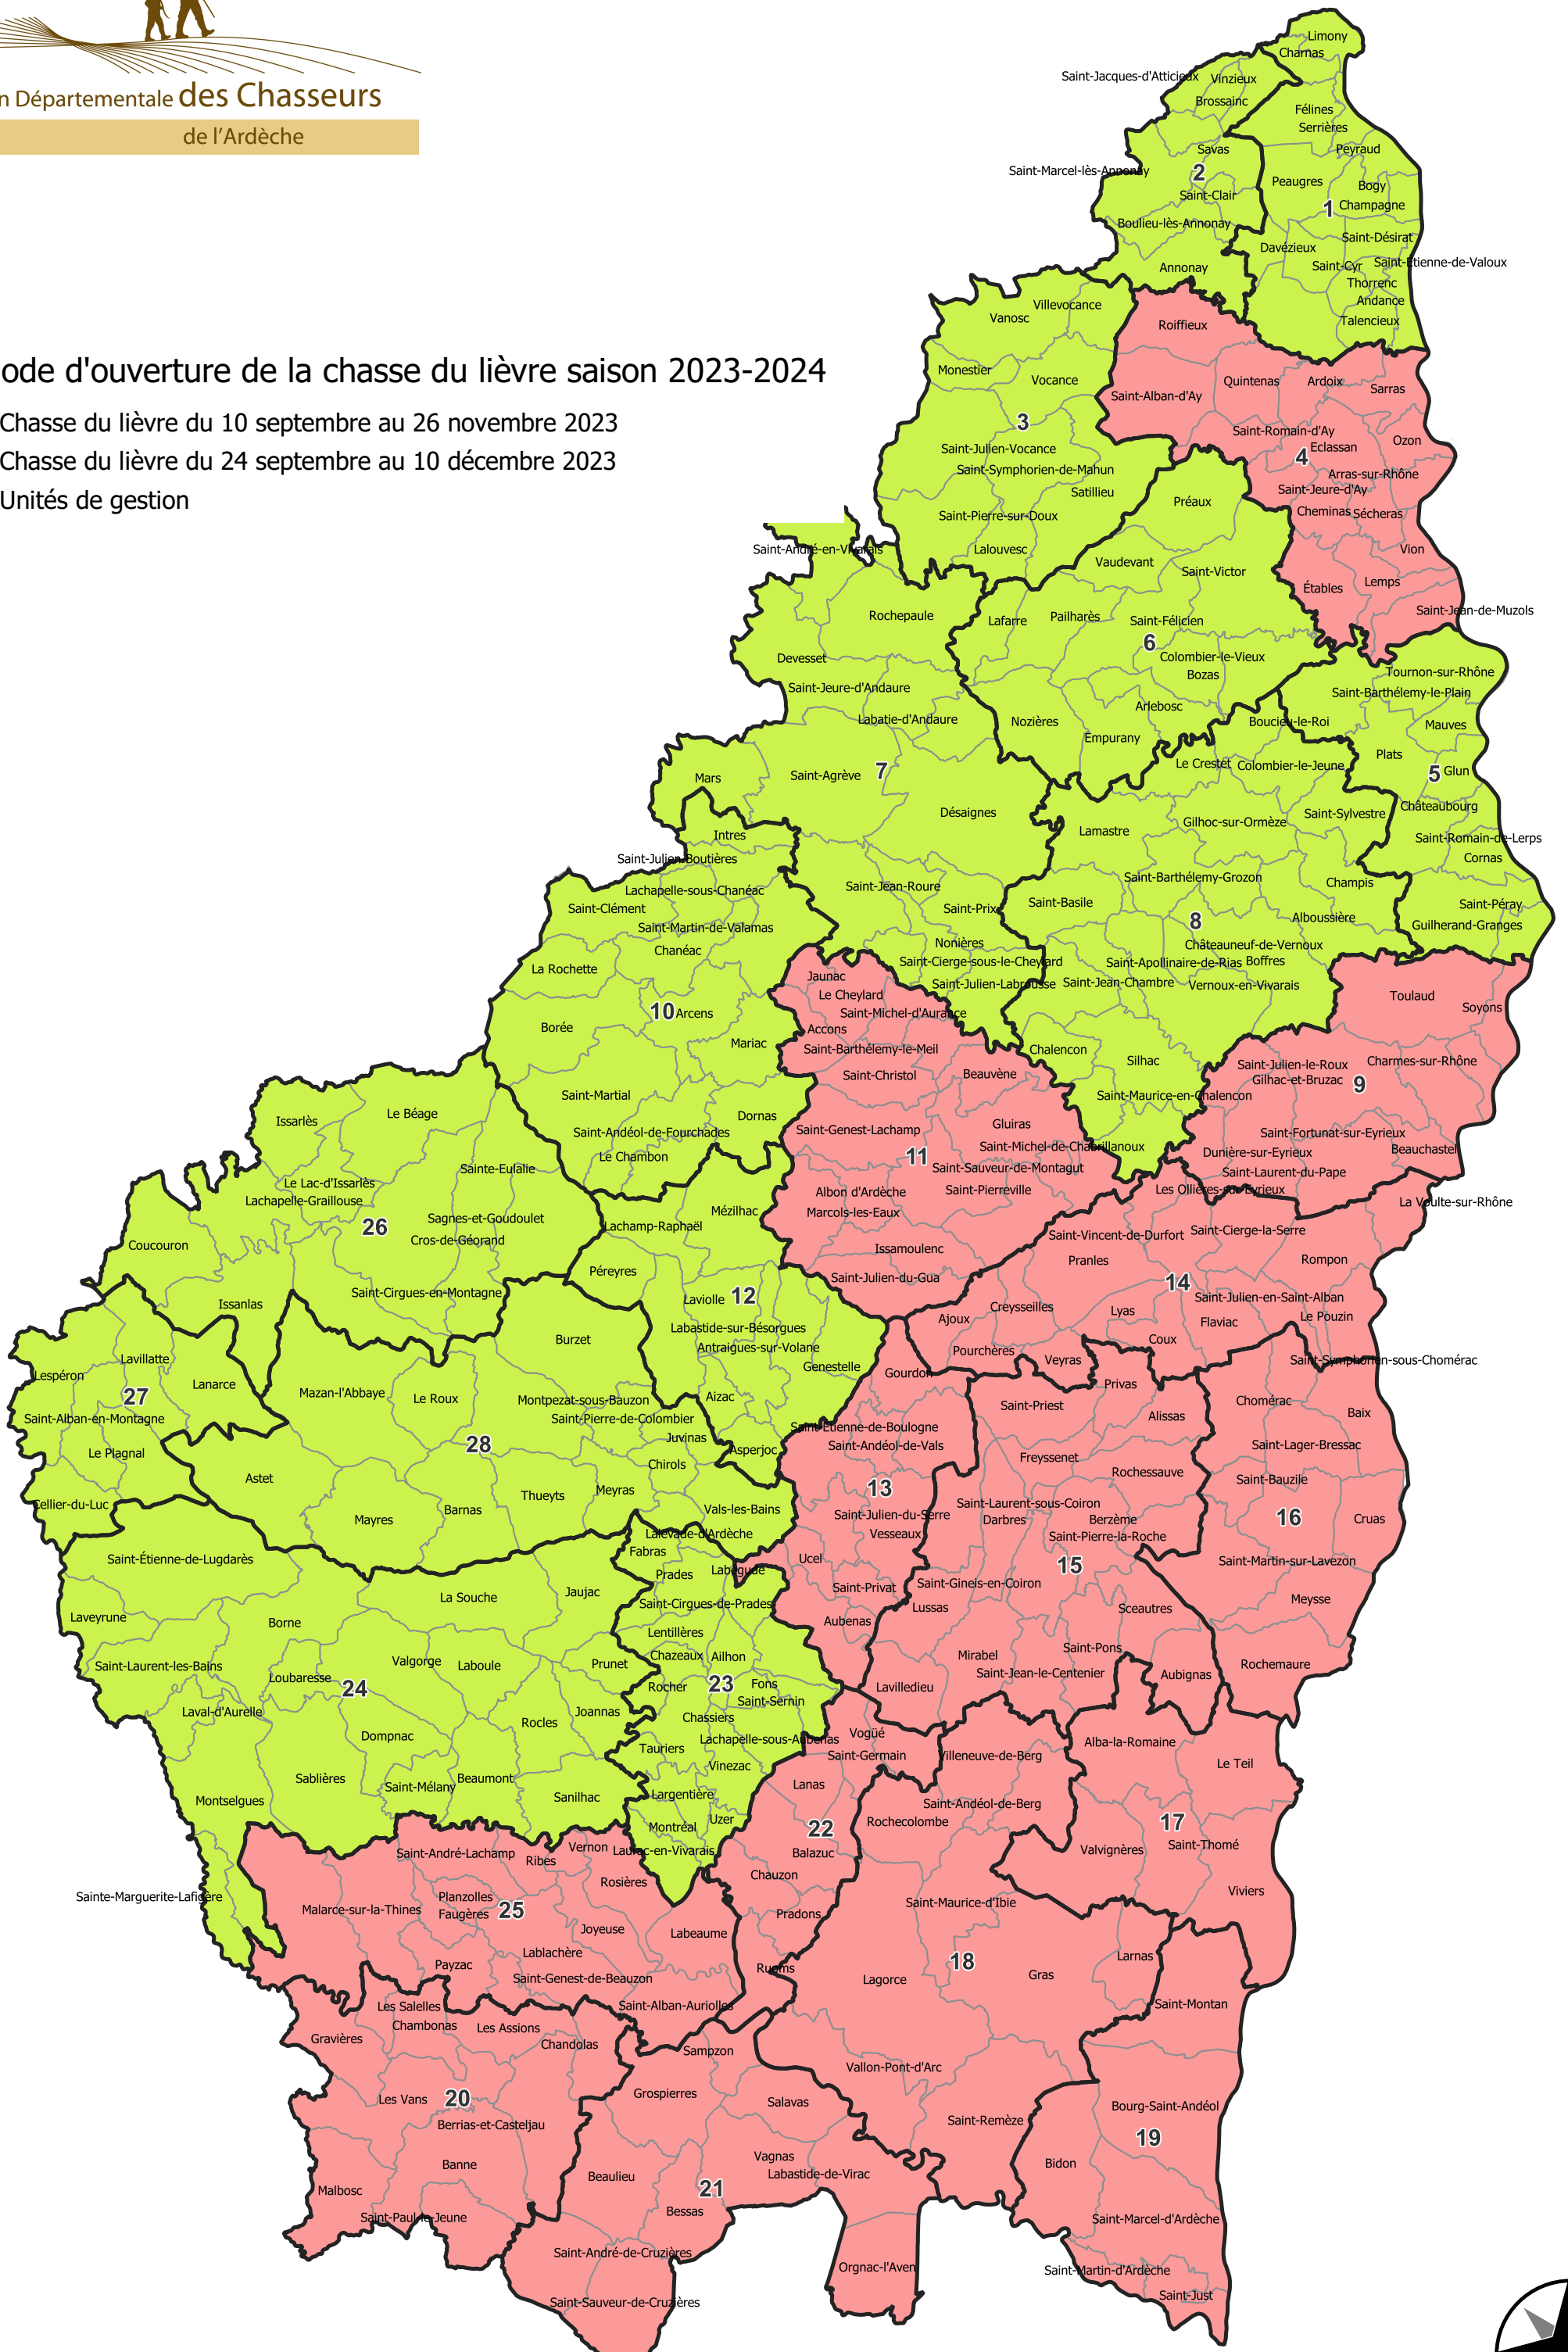 n Départementale des Chasseurs
de l'Ardèche
ode d'ouverture de la chasse du lièvre saison 2023-2024
Chasse du lièvre du 10 septembre au 26 novembre 2023
Chasse du lièvre du 24 septembre au 10 décembre 2023
Unités de gestion
Limony
Charnas
Saint-Jacques-d'Atticieux
Vinzieux
Brossainc
Félines
Serrières
Savas
Peyraud
Saint-Marcel-lès-Annonay
2
Peaugres
Bogy
Saint-Clair
1
Champagne
Boulieu-lès-Annonay
Davézieux
Saint-Désirat
Annonay
Saint-Cyr
Saint-Etienne-de-Valoux
Thorrenc
Andance
Talencieux
Villevocance
Vanosc
Roiffieux
Monestier
Vocance
Quintenas
Ardoix
Sarras
Saint-Alban-d'Ay
3
Saint-Romain-d'Ay
Ozon
Saint-Julien-Vocance
Eclassan
4
Saint-Symphorien-de-Mahun
Arras-sur-Rhône
Satillieu
Saint-Jeure-d'Ay
Préaux
Cheminas
Sécheras
Saint-Pierre-sur-Doux
Lalouvesc
Vion
Saint-André-en-Vivarais
Vaudevant
Saint-Victor
Étables
Lemps
Saint-Jean-de-Muzols
Rochepaule
Lafarre
Pailharès
Saint-Félicien
6
Devesset
Colombier-le-Vieux
Bozas
Tournon-sur-Rhône
Saint-Jeure-d'Andaure
Saint-Barthélemy-le-Plain
Arlebosc
Labatie-d'Andaure
Nozières
Boucieu-le-Roi
Mauves
Empurany
Plats
Le Crestet
Colombier-le-Jeune
Mars
Saint-Agrève
7
5
Glun
Châteaubourg
Désaignes
Saint-Sylvestre
Gilhoc-sur-Ormèze
Lamastre
Intres
Saint-Romain-de-Lerps
Cornas
Saint-Julien-Boutières
Saint-Barthélemy-Grozon
Champis
Lachapelle-sous-Chanéac
Saint-Jean-Roure
Saint-Clément
Saint-Prix
Saint-Basile
Saint-Péray
Saint-Martin-de-Valamas
8
Alboussière
Guilherand-Granges
Chanéac
Nonières
Châteauneuf-de-Vernoux
La Rochette
Saint-Cierge-sous-le-Cheylard
Saint-Apollinaire-de-Rias
Boffres
Jaunac
Saint-Julien-Labrousse
Saint-Jean-Chambre
Vernoux-en-Vivarais
Le Cheylard
Toulaud
Soyons
10
Arcens
Saint-Michel-d'Aurance
Borée
Accons
Mariac
Saint-Barthélemy-le-Meil
Chalencon
Silhac
Saint-Julien-le-Roux
Charmes-sur-Rhône
Saint-Christol
Beauvène
Gilhac-et-Bruzac
9
Saint-Martial
Saint-Maurice-en-Chalencon
Issarlès
Le Béage
Dornas
Saint-Andéol-de-Fourchades
Saint-Genest-Lachamp
Gluiras
Saint-Fortunat-sur-Eyrieux
Le Chambon
11
Saint-Michel-de-Chabrillanoux
Dunière-sur-Eyrieux
Beauchastel
Sainte-Eulalie
Saint-Sauveur-de-Montagut
Saint-Laurent-du-Pape
Le Lac-d'Issarlès
Albon d'Ardèche
Saint-Pierreville
Les Ollières-sur-Eyrieux
Lachapelle-Graillouse
Marcols-les-Eaux
La Voulte-sur-Rhône
26
Sagnes-et-Goudoulet
Lachamp-Raphaël
Mézilhac
Cros-de-Géorand
Saint-Vincent-de-Durfort
Saint-Cierge-la-Serre
Coucouron
Issamoulenc
Pranles
Rompon
Péreyres
Saint-Julien-du-Gua
14
Saint-Cirgues-en-Montagne
Laviolle
12
Issanlas
Creysseilles
Lyas
Saint-Julien-en-Saint-Alban
Ajoux
Flaviac
Le Pouzin
Burzet
Labastide-sur-Bésorgues
Antraigues-sur-Volane
Coux
Lavillatte
Pourchères
Veyras
Saint-Symphorien-sous-Chomérac
Lespéron
Genestelle
Gourdon
Lanarce
27
Mazan-l'Abbaye
Le Roux
Aizac
Privas
Montpezat-sous-Bauzon
Saint-Priest
Chomérac
Saint-Alban-en-Montagne
Saint-Pierre-de-Colombier
Saint-Etienne-de-Boulogne
Alissas
Baix
Juvinas
Saint-Andéol-de-Vals
28
Asperjoc
Saint-Lager-Bressac
Le Plagnal
Chirols
Freyssenet
Astet
Rochessauve
Saint-Bauzile
Thueyts
Meyras
13
Cellier-du-Luc
Barnas
Vals-les-Bains
Saint-Laurent-sous-Coiron
Mayres
Saint-Julien-du-Serre
Darbres
Berzème
16
Cruas
Lalevade-d'Ardèche
Vesseaux
Saint-Pierre-la-Roche
Fabras
Saint-Étienne-de-Lugdarès
Ucel
15
Saint-Martin-sur-Lavezon
Prades
Labégude
Jaujac
Saint-Privat
Saint-Gineis-en-Coiron
La Souche
Saint-Cirgues-de-Prades
Lussas
Meysse
Laveyrune
Borne
Aubenas
Sceautres
Lentillères
Chazeaux
Ailhon
Saint-Pons
Valgorge
Laboule
Prunet
Mirabel
Saint-Laurent-les-Bains
Rochemaure
Loubaresse
Saint-Jean-le-Centenier
Aubignas
24
Rocher
23
Fons
Lavilledieu
Saint-Sernin
Laval-d'Aurelle
Joannas
Chassiers
Rocles
Dompnac
Vogüé
Lachapelle-sous-Aubenas
Alba-la-Romaine
Tauriers
Saint-Germain
Villeneuve-de-Berg
Vinezac
Le Teil
Sablières
Beaumont
Lanas
Saint-Mélany
Montselgues
Sanilhac
Largentière
Saint-Andéol-de-Berg
Uzer
Rochecolombe
17
Montréal
22
Saint-Thomé
Vernon
Laurac-en-Vivarais
Valvignères
Saint-André-Lachamp
Balazuc
Ribes
Chauzon
Rosières
Viviers
Sainte-Marguerite-Lafigère
Planzolles
Saint-Maurice-d'Ibie
Malarce-sur-la-Thines
Faugères
25
Pradons
Joyeuse
Labeaume
Lablachère
Larnas
Payzac
18
Ruoms
Saint-Genest-de-Beauzon
Lagorce
Gras
Les Salelles
Saint-Alban-Auriolles
Saint-Montan
Chambonas
Les Assions
Gravières
Chandolas
Sampzon
Vallon-Pont-d'Arc
Grospierres
Les Vans
20
Salavas
Bourg-Saint-Andéol
Berrias-et-Casteljau
Saint-Remèze
19
Vagnas
Banne
Beaulieu
Labastide-de-Virac
Bidon
Malbosc
21
Bessas
Saint-Paul-le-Jeune
Saint-Marcel-d'Ardèche
Saint-André-de-Cruzières
Orgnac-l'Aven
Saint-Martin-d'Ardèche
Saint-Just
Saint-Sauveur-de-Cruzières